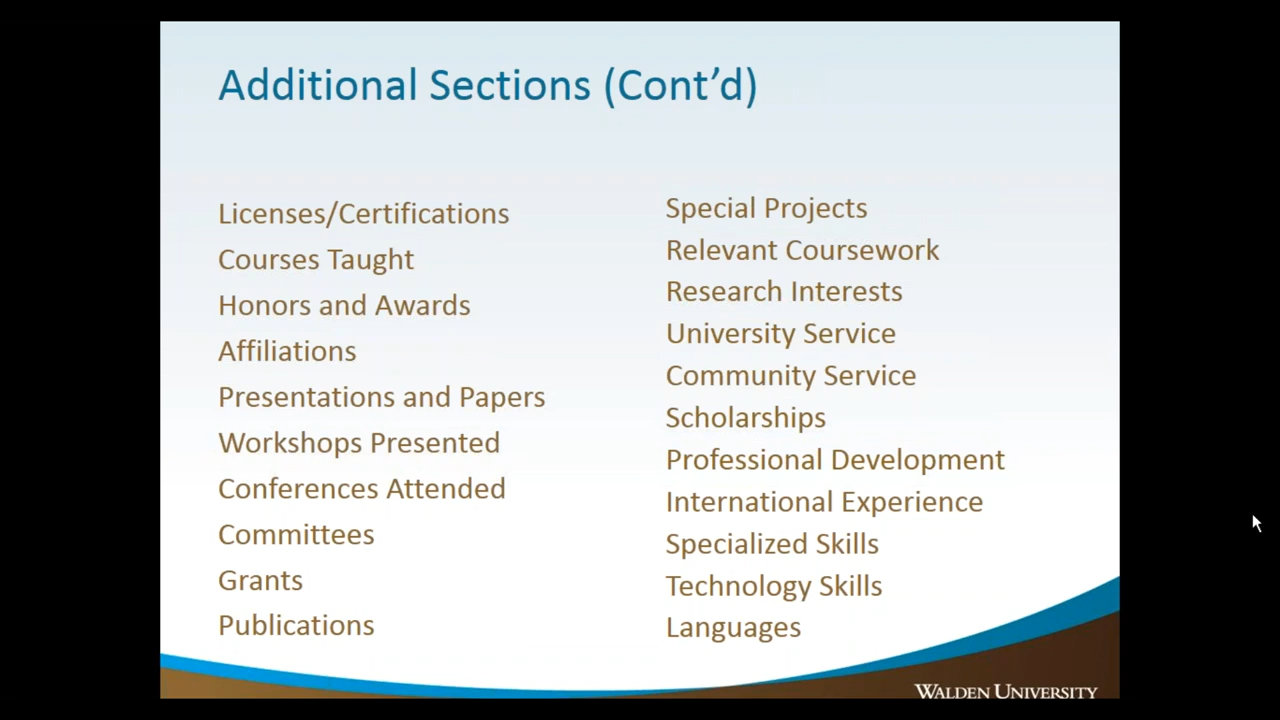 Additional Sections (Cont’d)
Licenses/Certifications
Courses Taught
Honors and Awards
Affiliations
Presentations and Papers
Workshops Presented
Conferences Attended
Committees
Grants
Publications
Special Projects
Relevant Coursework
Research Interests
University Service
Community Service
Scholarships
Professional Development
International Experience
Specialized Skills
Technology Skills
Languages
WALDEN UNIVERSITY